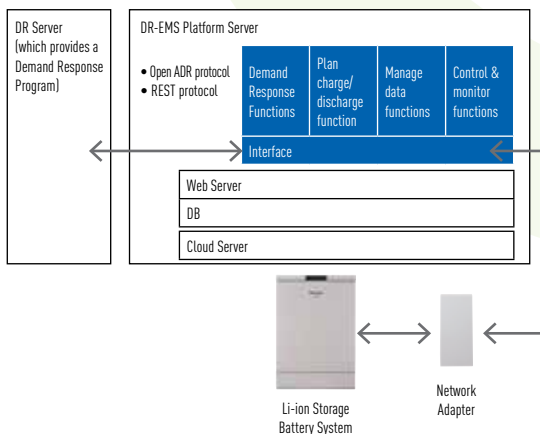 DR Server
(which provides a
Demand Response
Program)
DR-EMS Platform Server
• Open ADR protocol
• REST protocol
Demand
Response
Functions
Plan
charge/
discharge
function
Manage
data
functions
Control &
monitor
functions
Interface
Web Server
DB
Cloud Server
Li-ion Storage
Battery System
Network
Adapter